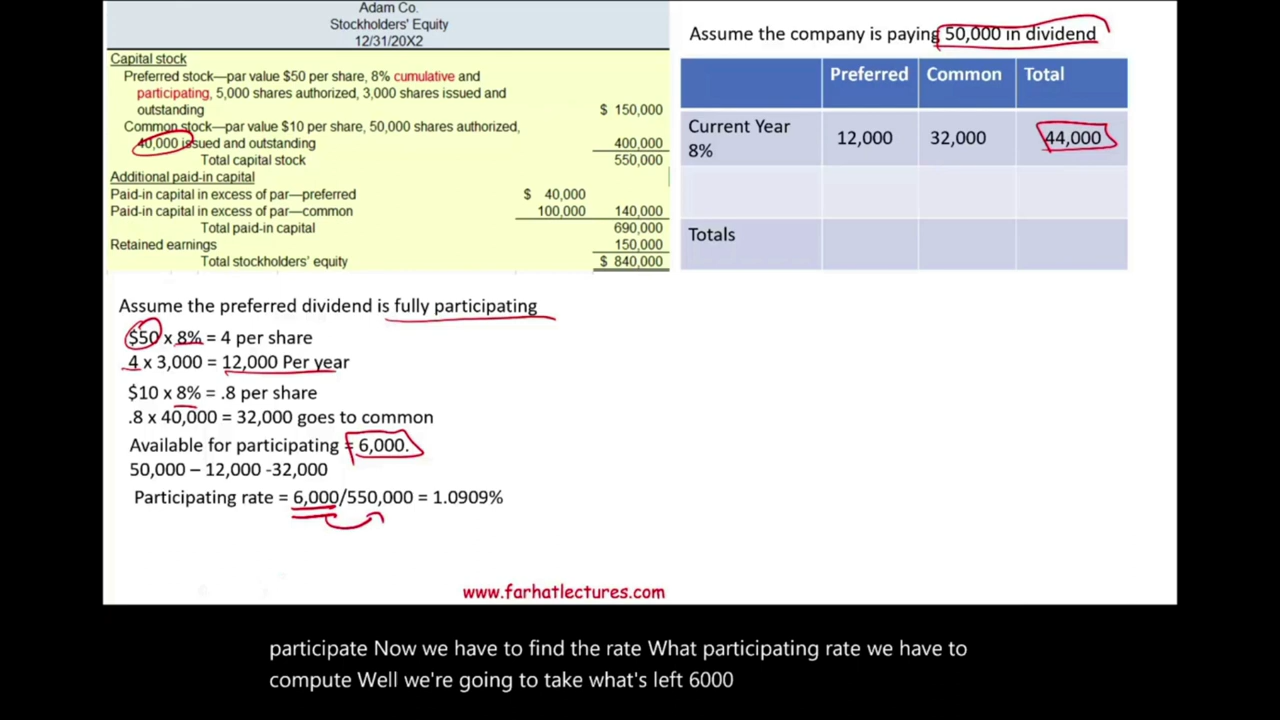 Adam Co.
Stockholders' Equity
12/31/20X2
Capital stock
Preferred stock—par value $50 per share, 8% cumulative and
participating, 5,000 shares authorized, 3,000 shares issued and
outstanding $ 150,000
Common stock—par value $10 per share, 50,000 shares authorized,
40,000 issued and outstanding 400,000
Total capital stock 550,000
Additional paid-in capital
Paid-in capital in excess of par—preferred $ 40,000
Paid-in capital in excess of par—common 100,000 140,000
Total paid-in capital 690,000
Retained earnings 150,000
Total stockholders' equity $ 840,000
Assume the company is paying 50,000 in dividend
Preferred Common Total
Current Year
8% 12,000 32,000 44,000
Totals
Assume the preferred dividend is fully participating
$50 x 8% = 4 per share
4 x 3,000 = 12,000 Per year
$10 x 8% = .8 per share
.8 x 40,000 = 32,000 goes to common
Available for participating = 6,000.
50,000 – 12,000 -32,000
Participating rate = 6,000/550,000 = 1.0909%
www.farhatlectures.com
participate Now we have to find the rate What participating rate we have to
compute Well we're going to take what's left 6000